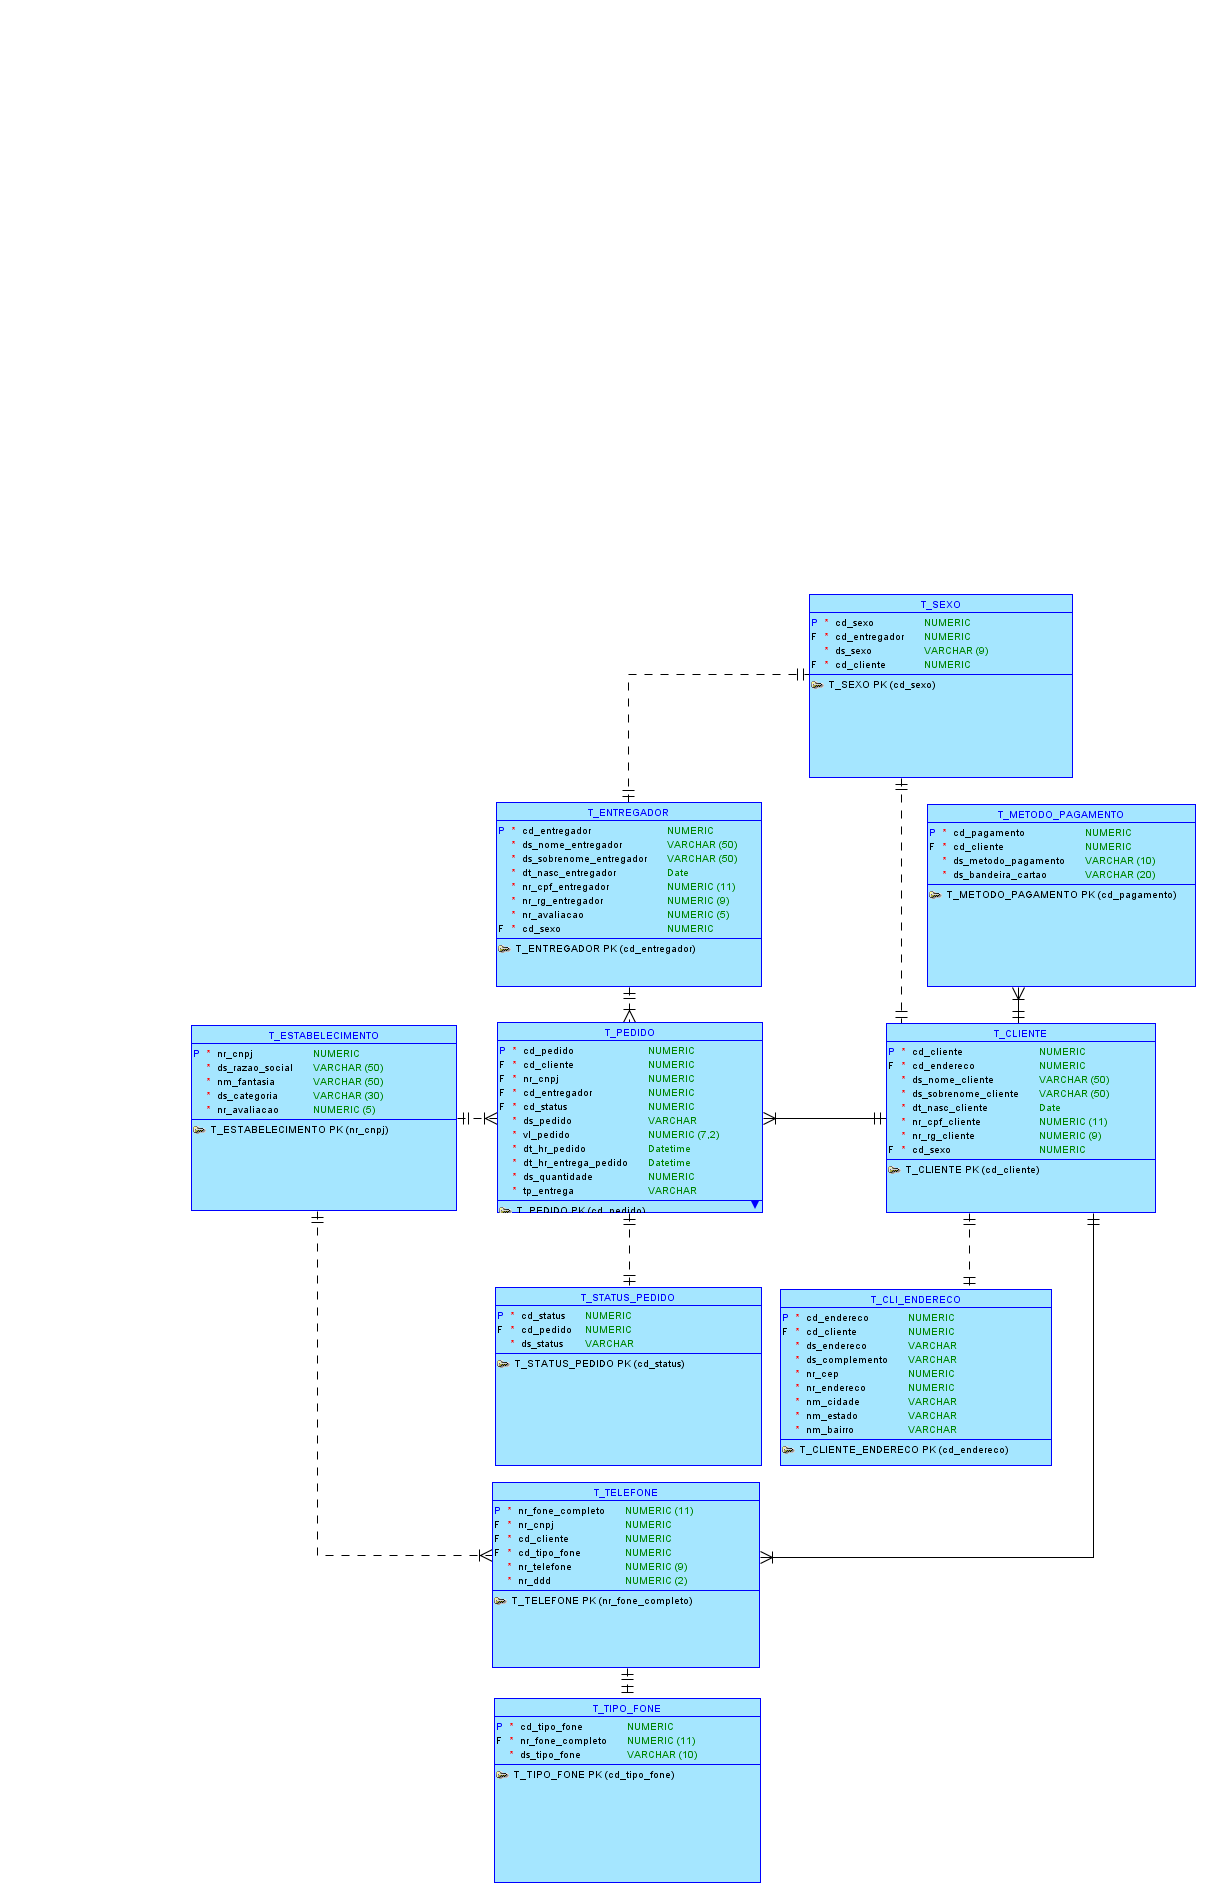 T_SEXO
P * cd_sexo NUMERIC
F * cd_entregador NUMERIC
* ds_sexo VARCHAR (9)
F * cd_cliente NUMERIC
T_SEXO PK (cd_sexo)
T_ENTREGADOR
P * cd_entregador NUMERIC
* ds_nome_entregador VARCHAR (50)
* ds_sobrenome_entregador VARCHAR (50)
* dt_nasc_entregador Date
* nr_cpf_entregador NUMERIC (11)
* nr_rg_entregador NUMERIC (9)
* nr_avaliacao NUMERIC (5)
F * cd_sexo NUMERIC
T_ENTREGADOR PK (cd_entregador)
T_METODO_PAGAMENTO
P * cd_pagamento NUMERIC
F * cd_cliente NUMERIC
* ds_metodo_pagamento VARCHAR (10)
* ds_bandeira_cartao VARCHAR (20)
T_METODO_PAGAMENTO PK (cd_pagamento)
T_ESTABELECIMENTO
P * nr_cnpj NUMERIC
* ds_razao_social VARCHAR (50)
* nm_fantasia VARCHAR (50)
* ds_categoria VARCHAR (30)
* nr_avaliacao NUMERIC (5)
T_ESTABELECIMENTO PK (nr_cnpj)
T_PEDIDO
P * cd_pedido NUMERIC
F * cd_cliente NUMERIC
F * nr_cnpj NUMERIC
F * cd_entregador NUMERIC
F * cd_status NUMERIC
* ds_pedido VARCHAR
* vl_pedido NUMERIC (7,2)
* dt_hr_pedido Datetime
* dt_hr_entrega_pedido Datetime
* ds_quantidade NUMERIC
* tp_entrega VARCHAR
T_PEDIDO PK (cd_pedido)
T_CLIENTE
P * cd_cliente NUMERIC
F * cd_endereco NUMERIC
* ds_nome_cliente VARCHAR (50)
* ds_sobrenome_cliente VARCHAR (50)
* dt_nasc_cliente Date
* nr_cpf_cliente NUMERIC (11)
* nr_rg_cliente NUMERIC (9)
F * cd_sexo NUMERIC
T_CLIENTE PK (cd_cliente)
T_STATUS_PEDIDO
P * cd_status NUMERIC
F * cd_pedido NUMERIC
* ds_status VARCHAR
T_STATUS_PEDIDO PK (cd_status)
T_CLI_ENDERECO
P * cd_endereco NUMERIC
F * cd_cliente NUMERIC
* ds_endereco VARCHAR
* ds_complemento VARCHAR
* nr_cep NUMERIC
* nr_endereco NUMERIC
* nm_cidade VARCHAR
* nm_estado VARCHAR
* nm_bairro VARCHAR
T_CLIENTE_ENDERECO PK (cd_endereco)
T_TELEFONE
P * nr_fone_completo NUMERIC (11)
F * nr_cnpj NUMERIC
F * cd_cliente NUMERIC
F * cd_tipo_fone NUMERIC
* nr_telefone NUMERIC (9)
* nr_ddd NUMERIC (2)
T_TELEFONE PK (nr_fone_completo)
T_TIPO_FONE
P * cd_tipo_fone NUMERIC
F * nr_fone_completo NUMERIC (11)
* ds_tipo_fone VARCHAR (10)
T_TIPO_FONE PK (cd_tipo_fone)